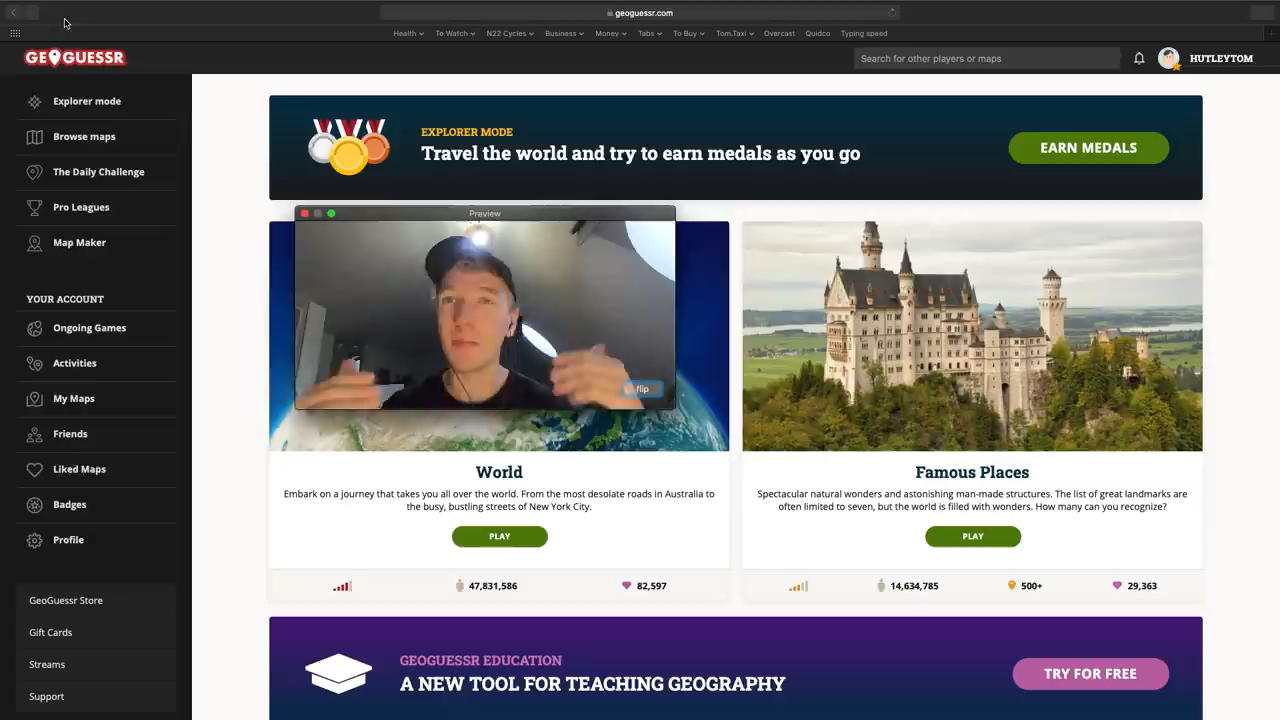 geoguessr.com
Health To Watch N22 Cycles Business Money Tabs To Buy Tom.Taxi Overcast Quidco Typing speed
GEOGUESSR
Search for other players or maps
HUTLEYTOM
Explorer mode
Browse maps
The Daily Challenge
Pro Leagues
Map Maker
YOUR ACCOUNT
Ongoing Games
Activities
My Maps
Friends
Liked Maps
Badges
Profile
GeoGuessr Store
Gift Cards
Streams
Support
EXPLORER MODE
Travel the world and try to earn medals as you go
EARN MEDALS
Preview
flip
World
Embark on a journey that takes you all over the world. From the most desolate roads in Australia to
the busy, bustling streets of New York City.
PLAY
47,831,586
82,597
Famous Places
Spectacular natural wonders and astonishing man-made structures. The list of great landmarks are
often limited to seven, but the world is filled with wonders. How many can you recognize?
PLAY
14,634,785
500+
29,363
GEOGUESSR EDUCATION
A NEW TOOL FOR TEACHING GEOGRAPHY
TRY FOR FREE